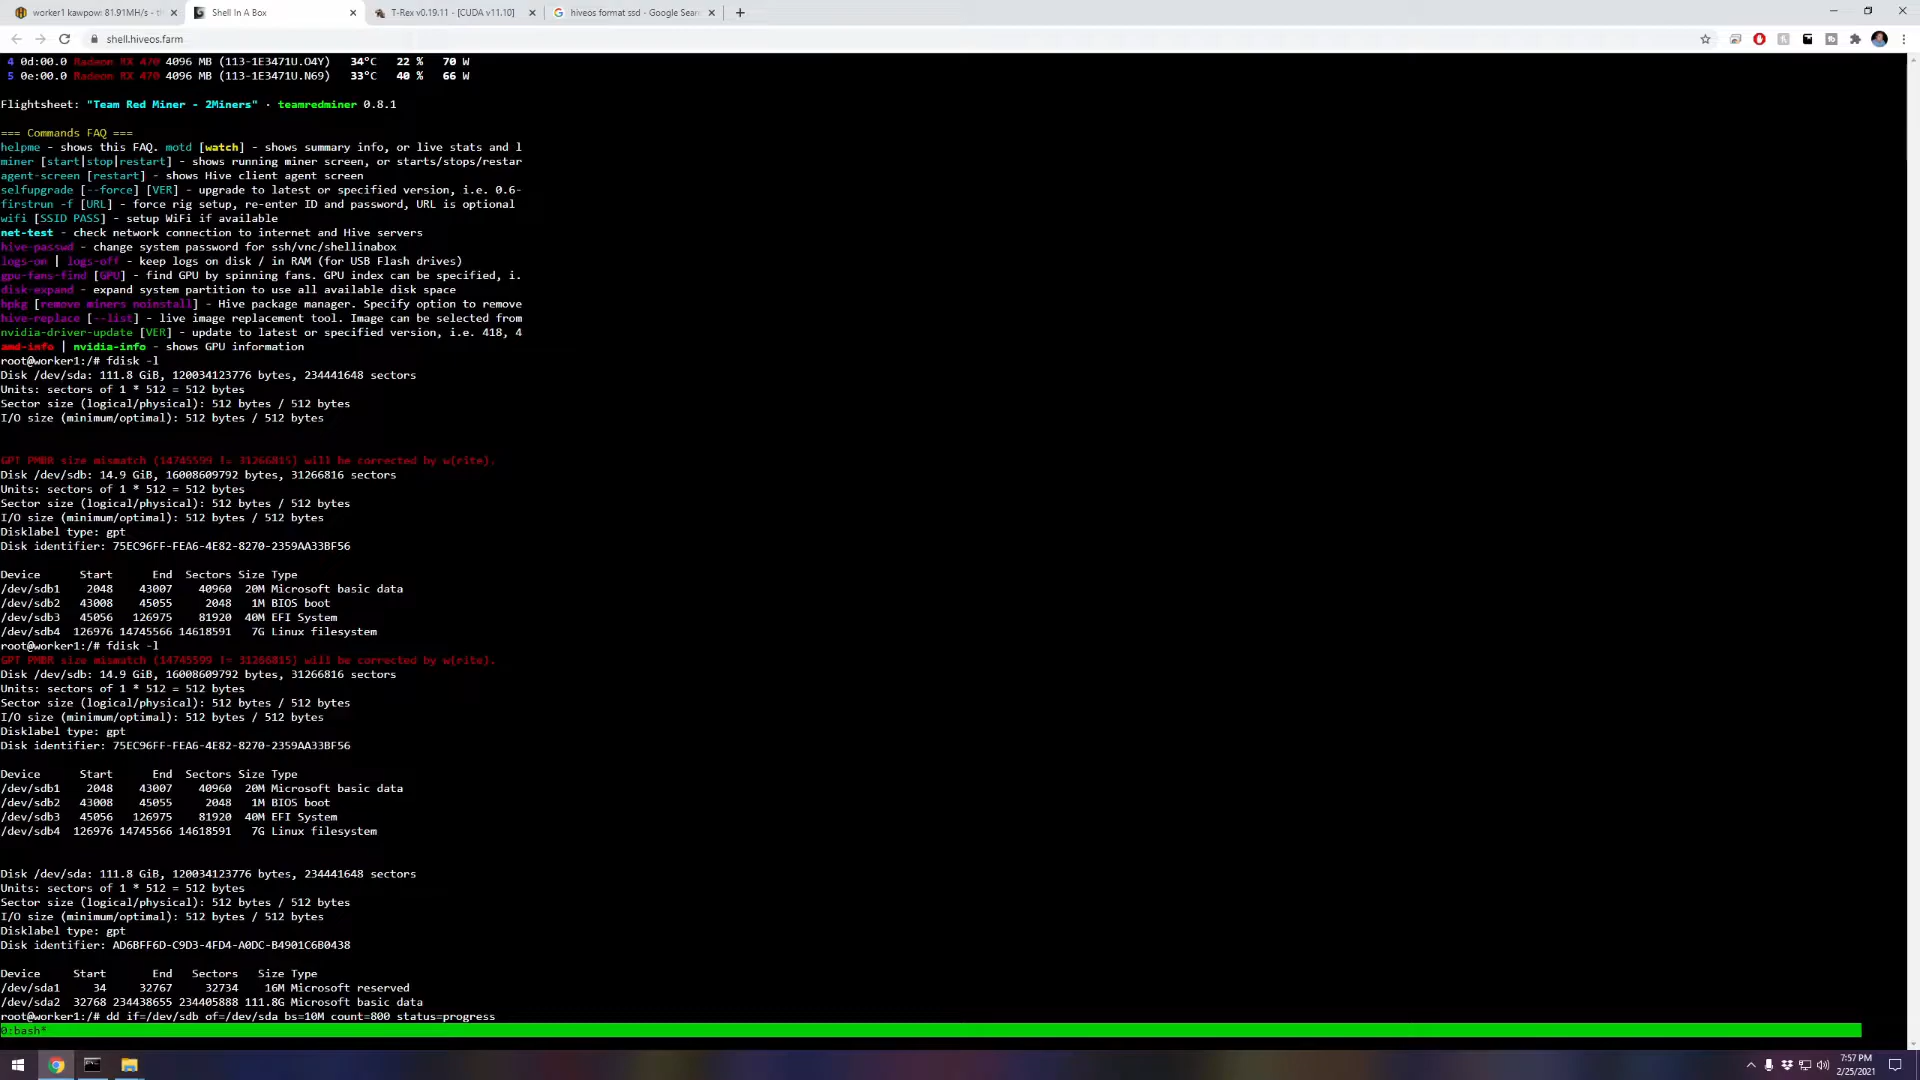 worker1 kawpow: 81.91MH/s - th
Shell In A Box
T-Rex v0.19.11 - [CUDA v11.10]
hiveos format ssd - Google Sear
shell.hiveos.farm
4 0d:00.0 Radeon RX 470 4096 MB (113-1E3471U.O4Y) 34°C 22 % 70 W
5 0e:00.0 Radeon RX 470 4096 MB (113-1E3471U.N69) 33°C 40 % 66 W
Flightsheet: "Team Red Miner - 2Miners" · teamredminer 0.8.1
=== Commands FAQ ===
helpme - shows this FAQ. motd [watch] - shows summary info, or live stats and l
miner [start|stop|restart] - shows running miner screen, or starts/stops/restar
agent-screen [restart] - shows Hive client agent screen
selfupgrade [--force] [VER] - upgrade to latest or specified version, i.e. 0.6-
firstrun -f [URL] - force rig setup, re-enter ID and password, URL is optional
wifi [SSID PASS] - setup WiFi if available
net-test - check network connection to internet and Hive servers
hive-passwd - change system password for ssh/vnc/shellinabox
logs-on | logs-off - keep logs on disk / in RAM (for USB Flash drives)
gpu-fans-find [GPU] - find GPU by spinning fans. GPU index can be specified, i.
disk-expand - expand system partition to use all available disk space
hpkg [remove miners noinstall] - Hive package manager. Specify option to remove
hive-replace [--list] - live image replacement tool. Image can be selected from
nvidia-driver-update [VER] - update to latest or specified version, i.e. 418, 4
amd-info | nvidia-info - shows GPU information
root@worker1:/# fdisk -l
Disk /dev/sda: 111.8 GiB, 120034123776 bytes, 234441648 sectors
Units: sectors of 1 * 512 = 512 bytes
Sector size (logical/physical): 512 bytes / 512 bytes
I/O size (minimum/optimal): 512 bytes / 512 bytes
GPT PMBR size mismatch (14745599 != 31266815) will be corrected by w(rite).
Disk /dev/sdb: 14.9 GiB, 16008609792 bytes, 31266816 sectors
Units: sectors of 1 * 512 = 512 bytes
Sector size (logical/physical): 512 bytes / 512 bytes
I/O size (minimum/optimal): 512 bytes / 512 bytes
Disklabel type: gpt
Disk identifier: 75EC96FF-FEA6-4E82-8270-2359AA33BF56
Device Start End Sectors Size Type
/dev/sdb1 2048 43007 40960 20M Microsoft basic data
/dev/sdb2 43008 45055 2048 1M BIOS boot
/dev/sdb3 45056 126975 81920 40M EFI System
/dev/sdb4 126976 14745566 14618591 7G Linux filesystem
root@worker1:/# fdisk -l
GPT PMBR size mismatch (14745599 != 31266815) will be corrected by w(rite).
Disk /dev/sdb: 14.9 GiB, 16008609792 bytes, 31266816 sectors
Units: sectors of 1 * 512 = 512 bytes
Sector size (logical/physical): 512 bytes / 512 bytes
I/O size (minimum/optimal): 512 bytes / 512 bytes
Disklabel type: gpt
Disk identifier: 75EC96FF-FEA6-4E82-8270-2359AA33BF56
Device Start End Sectors Size Type
/dev/sdb1 2048 43007 40960 20M Microsoft basic data
/dev/sdb2 43008 45055 2048 1M BIOS boot
/dev/sdb3 45056 126975 81920 40M EFI System
/dev/sdb4 126976 14745566 14618591 7G Linux filesystem
Disk /dev/sda: 111.8 GiB, 120034123776 bytes, 234441648 sectors
Units: sectors of 1 * 512 = 512 bytes
Sector size (logical/physical): 512 bytes / 512 bytes
I/O size (minimum/optimal): 512 bytes / 512 bytes
Disklabel type: gpt
Disk identifier: AD6BFF6D-C9D3-4FD4-A0DC-B4901C6B0438
Device Start End Sectors Size Type
/dev/sda1 34 32767 32734 16M Microsoft reserved
/dev/sda2 32768 234438655 234405888 111.8G Microsoft basic data
root@worker1:/# dd if=/dev/sdb of=/dev/sda bs=10M count=800 status=progress
0:bash*
7:57 PM
2/25/2021